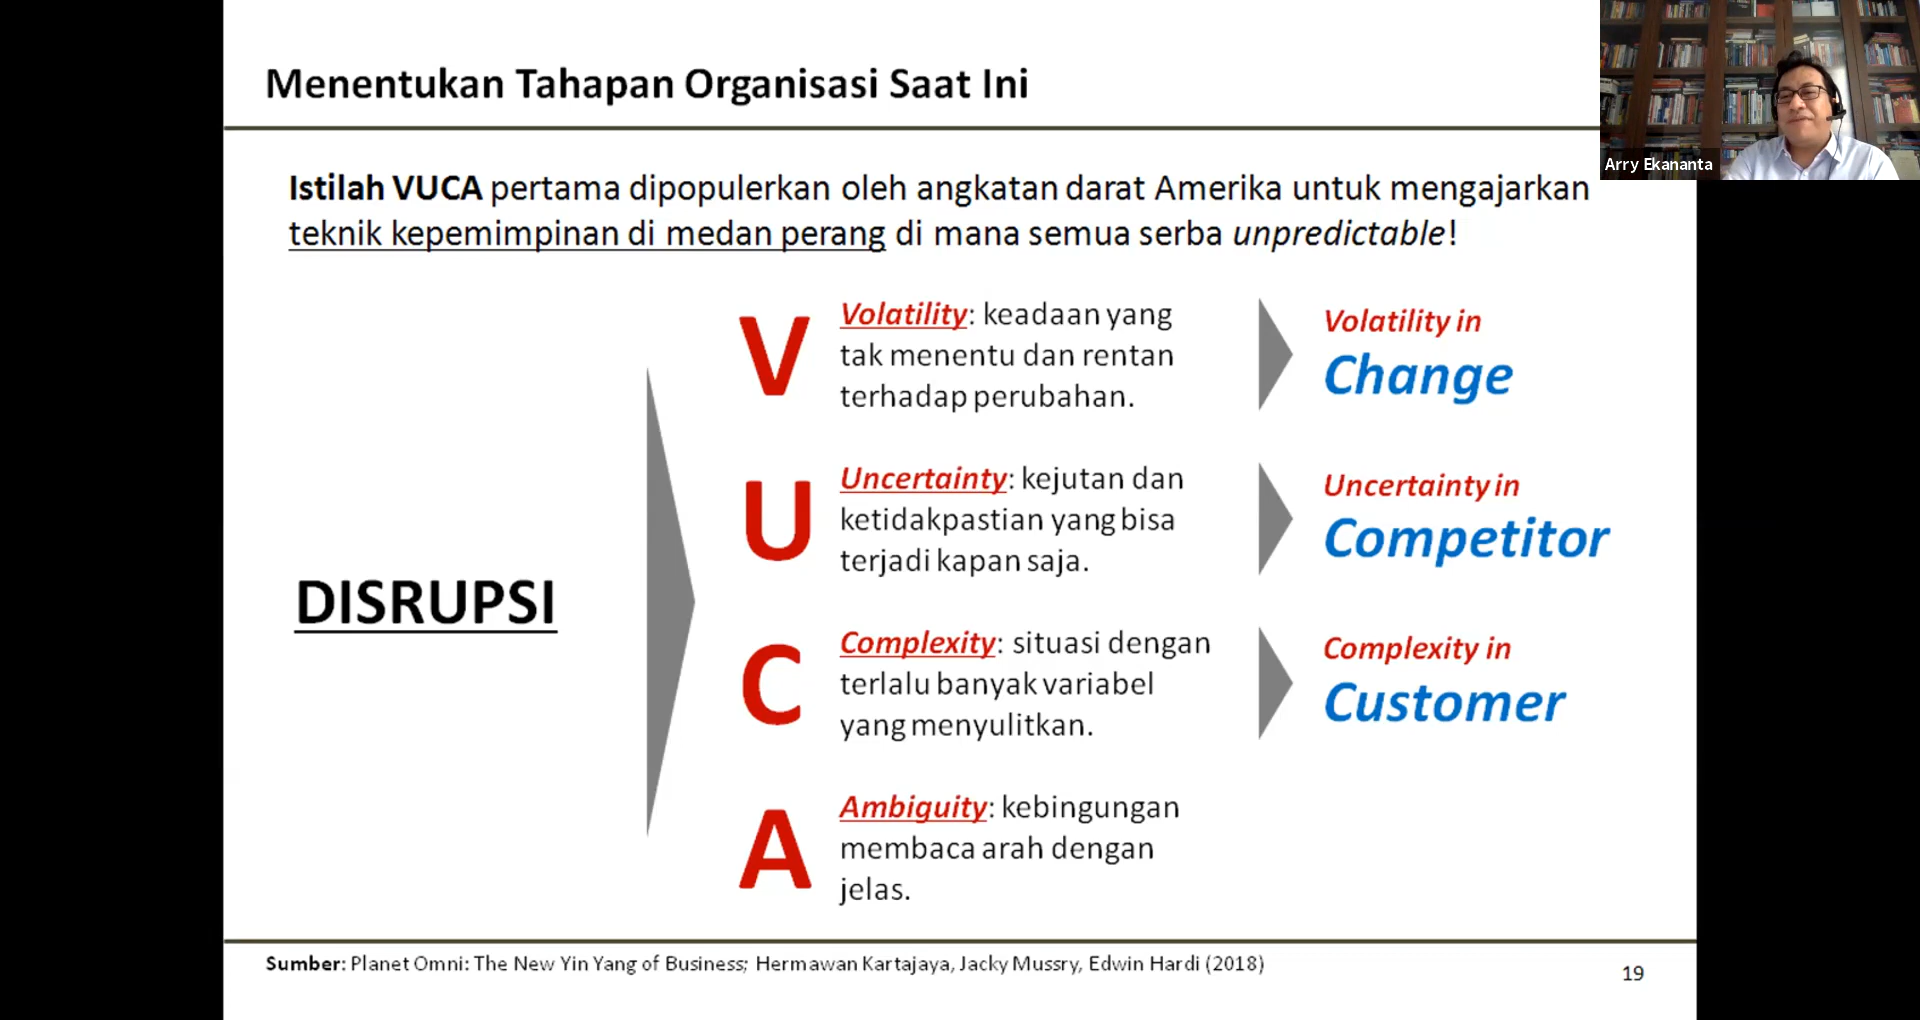 Menentukan Tahapan Organisasi Saat Ini
Arry Ekananta
Istilah VUCA pertama dipopulerkan oleh angkatan darat Amerika untuk mengajarkan
teknik kepemimpinan di medan perang di mana semua serba unpredictable!
DISRUPSI
V
Volatility: keadaan yang
tak menentu dan rentan
terhadap perubahan.
Volatility in
Change
U
Uncertainty: kejutan dan
ketidakpastian yang bisa
terjadi kapan saja.
Uncertainty in
Competitor
C
Complexity: situasi dengan
terlalu banyak variabel
yang menyulitkan.
Complexity in
Customer
A
Ambiguity: kebingungan
membaca arah dengan
jelas.
Sumber: Planet Omni: The New Yin Yang of Business; Hermawan Kartajaya, Jacky Mussry, Edwin Hardi (2018)
19